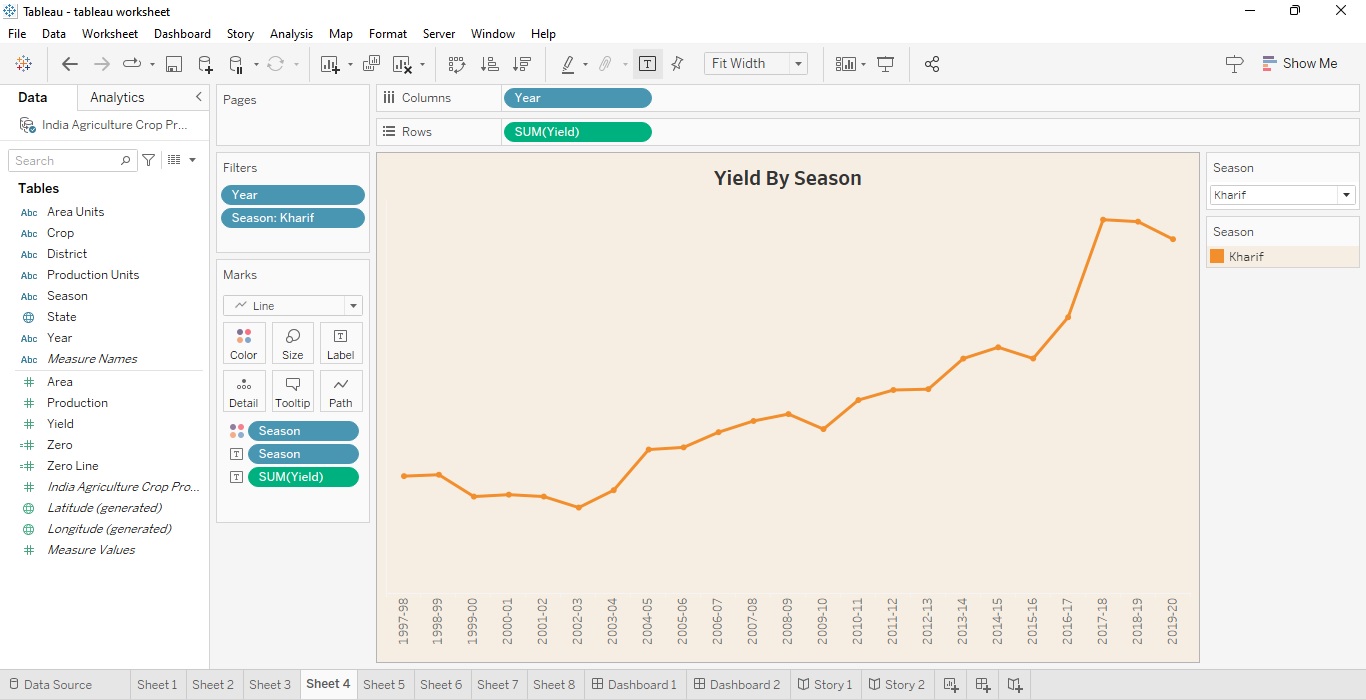 Tableau - tableau worksheet
File Data Worksheet Dashboard Story Analysis Map Format Server Window Help
Fit Width
Show Me
Data Analytics
India Agriculture Crop Pr...
Search
Tables
Abc Area Units
Abc Crop
Abc District
Abc Production Units
Abc Season
State
Abc Year
Abc Measure Names
# Area
# Production
# Yield
=# Zero
=# Zero Line
# India Agriculture Crop Pro...
Latitude (generated)
Longitude (generated)
# Measure Values
Pages
Filters
Year
Season: Kharif
Marks
Line
Color Size Label
Detail Tooltip Path
Season
Season
SUM(Yield)
Columns Year
Rows SUM(Yield)
Yield By Season
1997-98
1998-99
1999-00
2000-01
2001-02
2002-03
2003-04
2004-05
2005-06
2006-07
2007-08
2008-09
2009-10
2010-11
2011-12
2012-13
2013-14
2014-15
2015-16
2016-17
2017-18
2018-19
2019-20
Season
Kharif
Season
Kharif
Data Source Sheet 1 Sheet 2 Sheet 3 Sheet 4 Sheet 5 Sheet 6 Sheet 7 Sheet 8 Dashboard 1 Dashboard 2 Story 1 Story 2